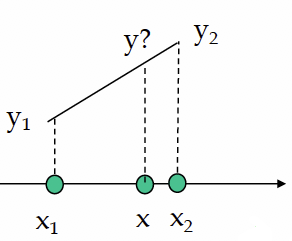 y₂
y?
y₁
x₁ x x₂